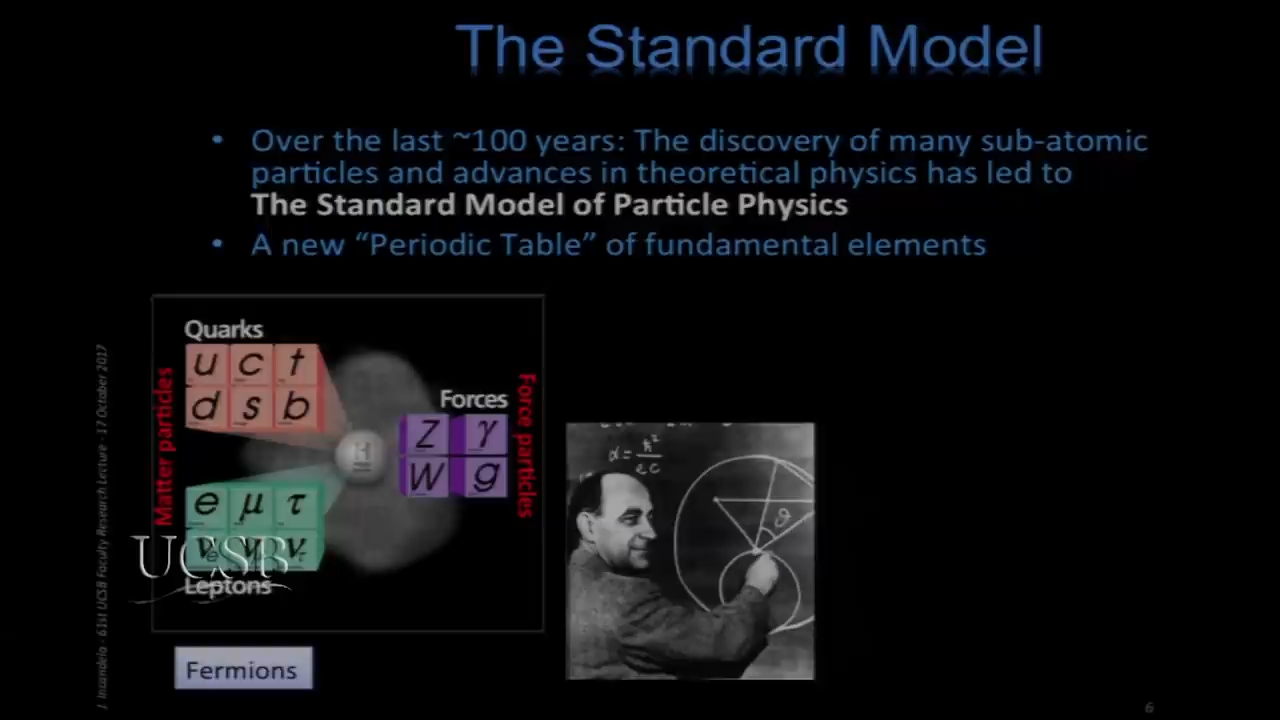 The Standard Model
• Over the last ~100 years: The discovery of many sub-atomic
particles and advances in theoretical physics has led to
The Standard Model of Particle Physics
• A new “Periodic Table” of fundamental elements
Quarks
u c t
d s b
Matter particles
H
Forces
Z γ
W g
Force particles
e μ τ
νe νμ ντ
Leptons
UCSB
Fermions
α = ħ²
ec
J Incandela - 61st UCSB Faculty Research Lecture - 17 October 2017
6